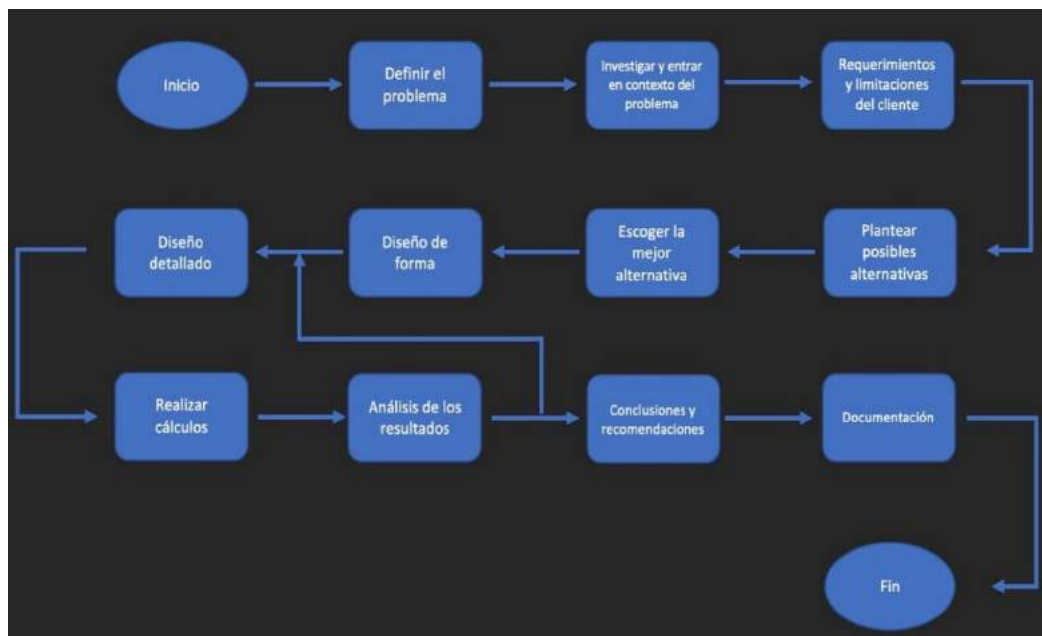 Inicio
Definir el
problema
Investigar y entrar
en contexto del
problema
Requerimientos
y limitaciones
del cliente
Plantear
posibles
alternativas
Escoger la
mejor
alternativa
Diseño de
forma
Diseño
detallado
Realizar
cálculos
Análisis de los
resultados
Conclusiones y
recomendaciones
Documentación
Fin